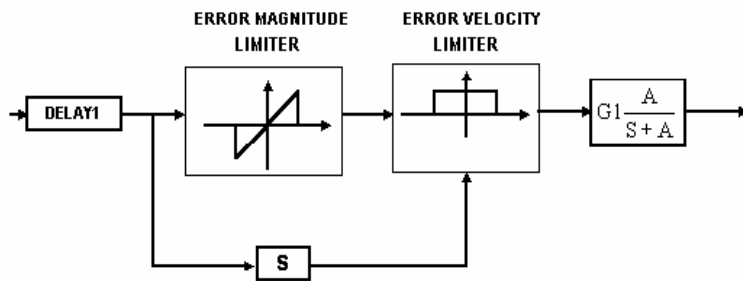 ERROR MAGNITUDE
LIMITER
ERROR VELOCITY
LIMITER
DELAY1
G1 A
S + A
S